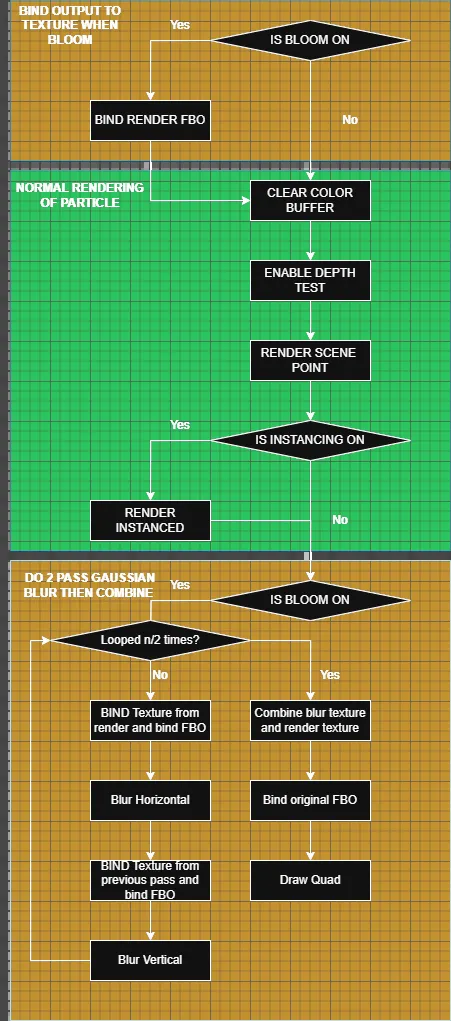 BIND OUTPUT TO
TEXTURE WHEN
BLOOM
Yes
IS BLOOM ON
BIND RENDER FBO
No
NORMAL RENDERING
OF PARTICLE
CLEAR COLOR
BUFFER
ENABLE DEPTH
TEST
RENDER SCENE
POINT
Yes
IS INSTANCING ON
RENDER
INSTANCED
No
DO 2 PASS GAUSSIAN
BLUR THEN COMBINE
Yes
IS BLOOM ON
Looped n/2 times?
No
Yes
BIND Texture from
render and bind FBO
Combine blur texture
and render texture
Blur Horizontal
Bind original FBO
BIND Texture from
previous pass and
bind FBO
Draw Quad
Blur Vertical